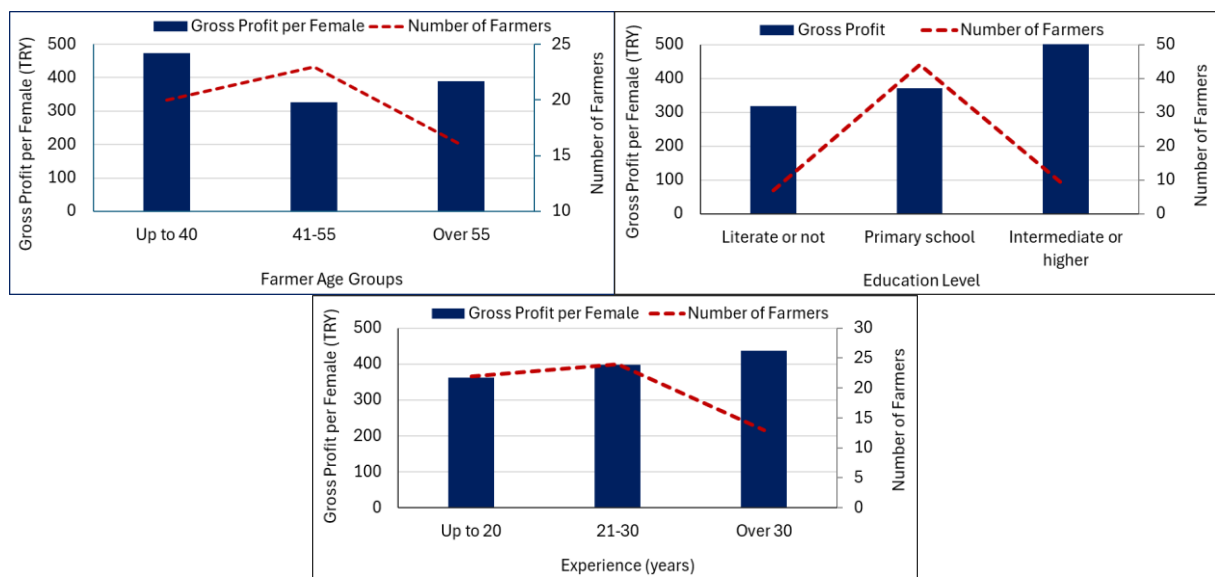 Gross Profit per Female Number of Farmers
Gross Profit per Female (TRY)
500
400
300
200
100
0
25
20
15
10
Number of Farmers
Up to 40 41-55 Over 55
Farmer Age Groups
Gross Profit Number of Farmers
Gross Profit per Female (TRY)
500
400
300
200
100
0
50
40
30
20
10
0
Number of Farmers
Literate or not Primary school Intermediate or
higher
Education Level
Gross Profit per Female Number of Farmers
Gross Profit per Female (TRY)
500
400
300
200
100
0
30
25
20
15
10
5
0
Number of Farmers
Up to 20 21-30 Over 30
Experience (years)